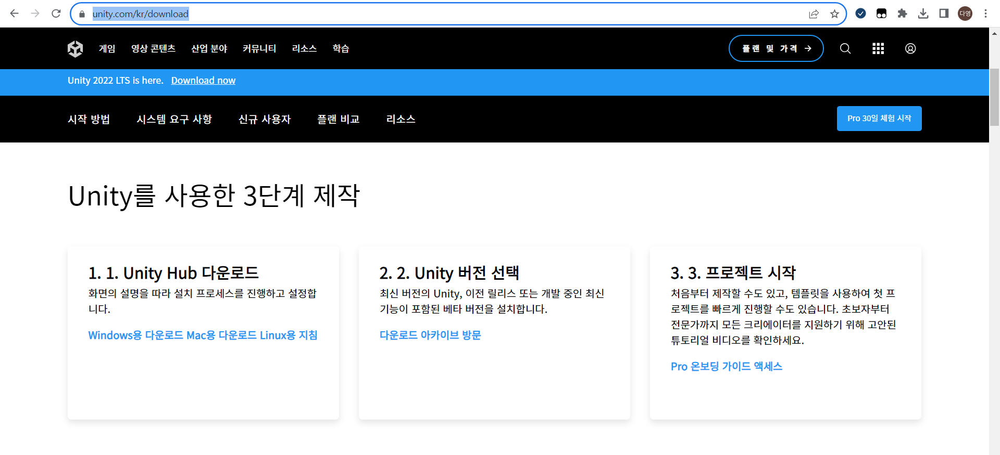 unity.com/kr/download
다영
게임 영상 콘텐츠 산업 분야 커뮤니티 리소스 학습 플랜 및 가격 →
Unity 2022 LTS is here. Download now
시작 방법 시스템 요구 사항 신규 사용자 플랜 비교 리소스 Pro 30일 체험 시작
Unity를 사용한 3단계 제작
1. 1. Unity Hub 다운로드
화면의 설명을 따라 설치 프로세스를 진행하고 설정합
니다.
Windows용 다운로드 Mac용 다운로드 Linux용 지침
2. 2. Unity 버전 선택
최신 버전의 Unity, 이전 릴리스 또는 개발 중인 최신
기능이 포함된 베타 버전을 설치합니다.
다운로드 아카이브 방문
3. 3. 프로젝트 시작
처음부터 제작할 수도 있고, 템플릿을 사용하여 첫 프
로젝트를 빠르게 진행할 수도 있습니다. 초보자부터
전문가까지 모든 크리에이터를 지원하기 위해 고안된
튜토리얼 비디오를 확인하세요.
Pro 온보딩 가이드 액세스